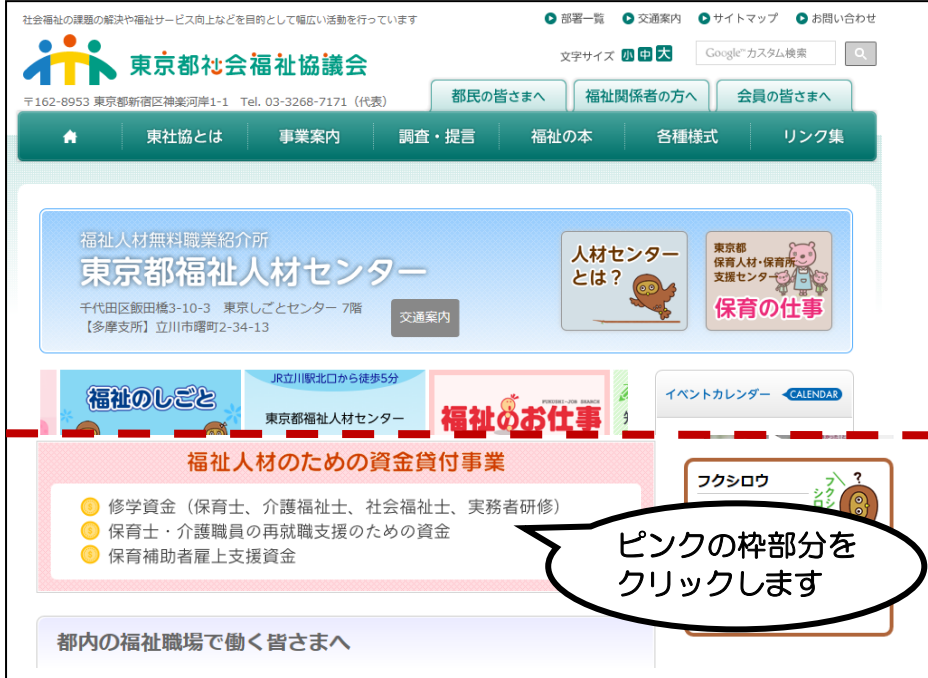 社会福祉の課題の解決や福祉サービス向上などを目的として幅広い活動を行っています
部署一覧 交通案内 サイトマップ お問い合わせ
東京都社会福祉協議会
文字サイズ 小 中 大 Google カスタム検索
〒162-8953 東京都新宿区神楽河岸1-1 Tel. 03-3268-7171（代表）
都民の皆さまへ 福祉関係者の方へ 会員の皆さまへ
東社協とは 事業案内 調査・提言 福祉の本 各種様式 リンク集
福祉人材無料職業紹介所
東京都福祉人材センター
千代田区飯田橋3-10-3 東京しごとセンター 7階
【多摩支所】立川市曙町2-34-13
交通案内
人材センター
とは？
東京都
保育人材・保育所
支援センター
保育の仕事
福祉のしごと
JR立川駅北口から徒歩5分
東京都福祉人材センター
FUKUSHI-JOB SEARCH
福祉のお仕事
イベントカレンダー CALENDAR
福祉人材のための資金貸付事業
修学資金（保育士、介護福祉士、社会福祉士、実務者研修）
保育士・介護職員の再就職支援のための資金
保育補助者雇上支援資金
フクシロウ
ピンクの枠部分を
クリックします
都内の福祉職場で働く皆さまへ